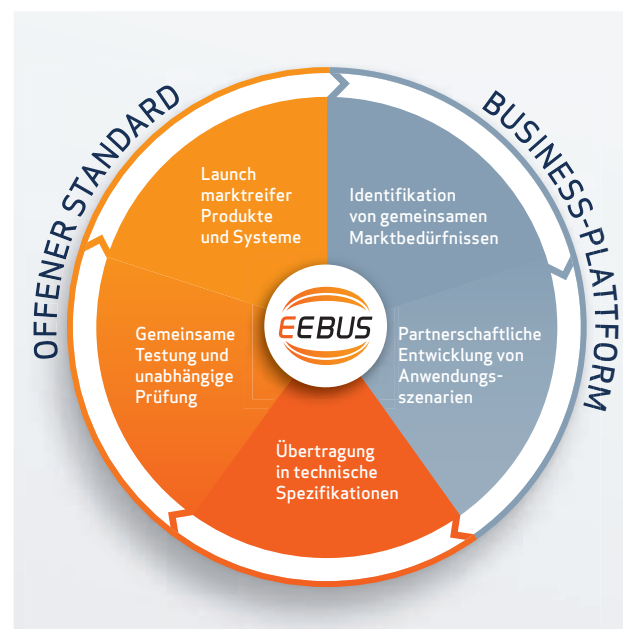 OFFENER STANDARD
BUSINESS-PLATTFORM
Launch
marktreifer
Produkte
und Systeme
Identifikation
von gemeinsamen
Marktbedürfnissen
EEBUS
Gemeinsame
Testung und
unabhängige
Prüfung
Partnerschaftliche
Entwicklung von
Anwendungs-
szenarien
Übertragung
in technische
Spezifikationen